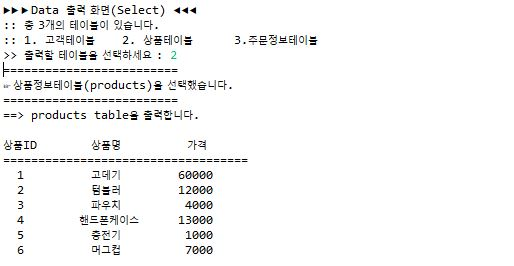 ►►►Data 출력 화면(Select) ◄◄◄
:: 총 3개의 테이블이 있습니다.
:: 1. 고객테이블    2. 상품테이블      3.주문정보테이블
>> 출력할 테이블을 선택하세요 : 2
=========================
☞상품정보테이블(products)을 선택했습니다.
=========================
==> products table을 출력합니다.
상품ID        상품명          가격
===================================
1          고데기        60000
2          텀블러        12000
3          파우치         4000
4        핸드폰케이스      13000
5          충전기         1000
6          머그컵         7000